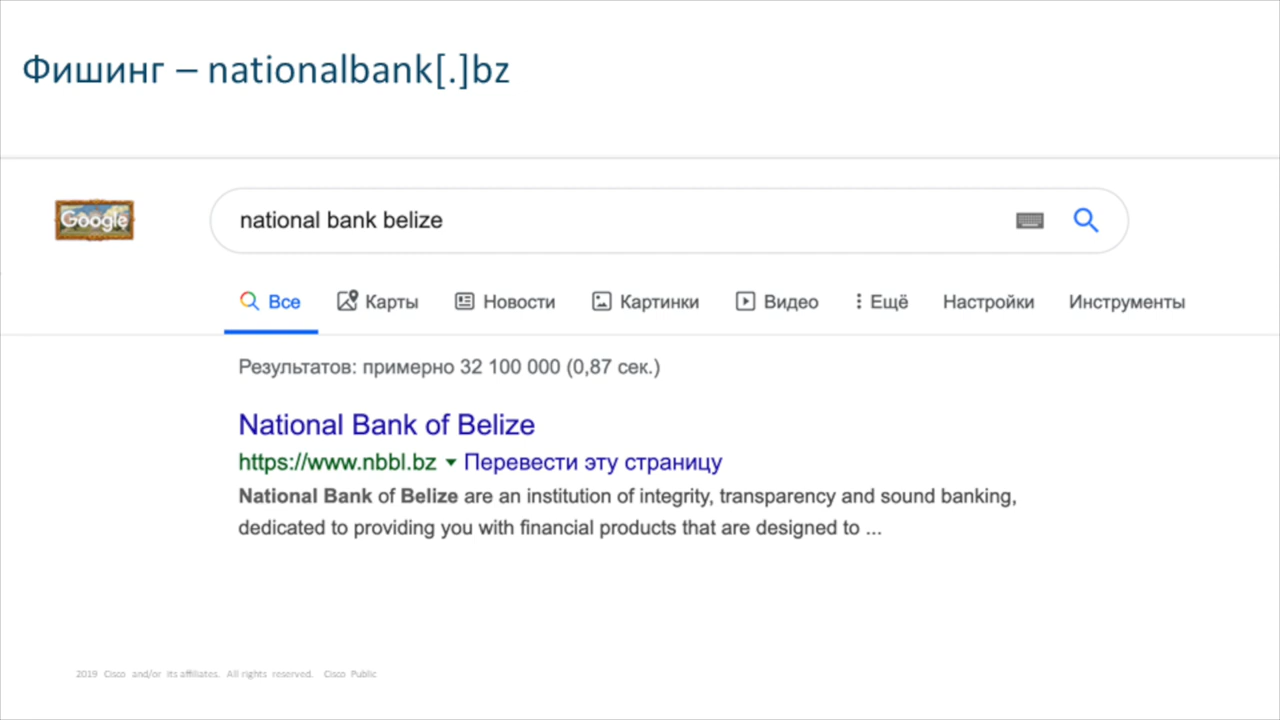 Фишинг – nationalbank[.]bz
Google
national bank belize
Все Карты Новости Картинки Видео Ещё Настройки Инструменты
Результатов: примерно 32 100 000 (0,87 сек.)
National Bank of Belize
https://www.nbbl.bz Перевести эту страницу
National Bank of Belize are an institution of integrity, transparency and sound banking,
dedicated to providing you with financial products that are designed to ...
2019 Cisco and/or its affiliates. All rights reserved. Cisco Public